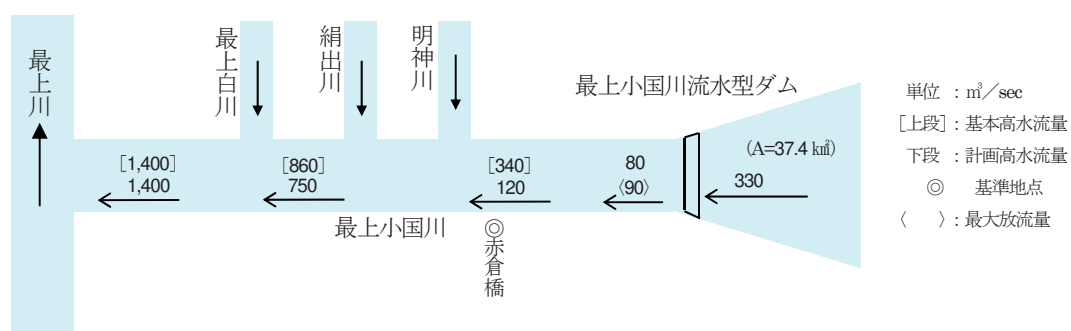 最上川
最上白川
絹出川
明神川
最上小国川流水型ダム
[1,400]
1,400
[860]
750
[340]
120
80
〈90〉
(A=37.4 k㎡)
330
最上小国川
◎赤倉橋
単位 : ㎥/sec
[上段] : 基本高水流量
下段 : 計画高水流量
◎ 基準地点
〈 〉: 最大放流量